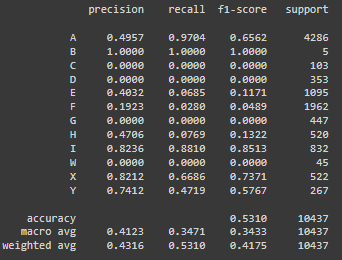 precision recall f1-score support
A 0.4957 0.9704 0.6562 4286
B 1.0000 1.0000 1.0000 5
C 0.0000 0.0000 0.0000 103
D 0.0000 0.0000 0.0000 353
E 0.4032 0.0685 0.1171 1095
F 0.1923 0.0280 0.0489 1962
G 0.0000 0.0000 0.0000 447
H 0.4706 0.0769 0.1322 520
I 0.8236 0.8810 0.8513 832
W 0.0000 0.0000 0.0000 45
X 0.8212 0.6686 0.7371 522
Y 0.7412 0.4719 0.5767 267
accuracy 0.5310 10437
macro avg 0.4123 0.3471 0.3433 10437
weighted avg 0.4316 0.5310 0.4175 10437